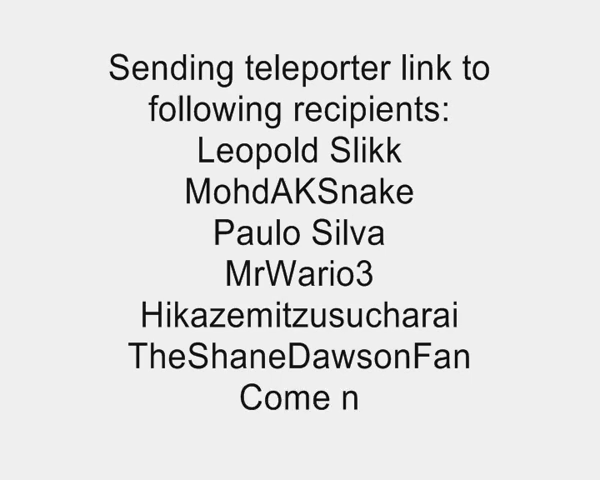 Sending teleporter link to
following recipients:
Leopold Slikk
MohdAKSnake
Paulo Silva
MrWario3
Hikazemitzusucharai
TheShaneDawsonFan
Come n